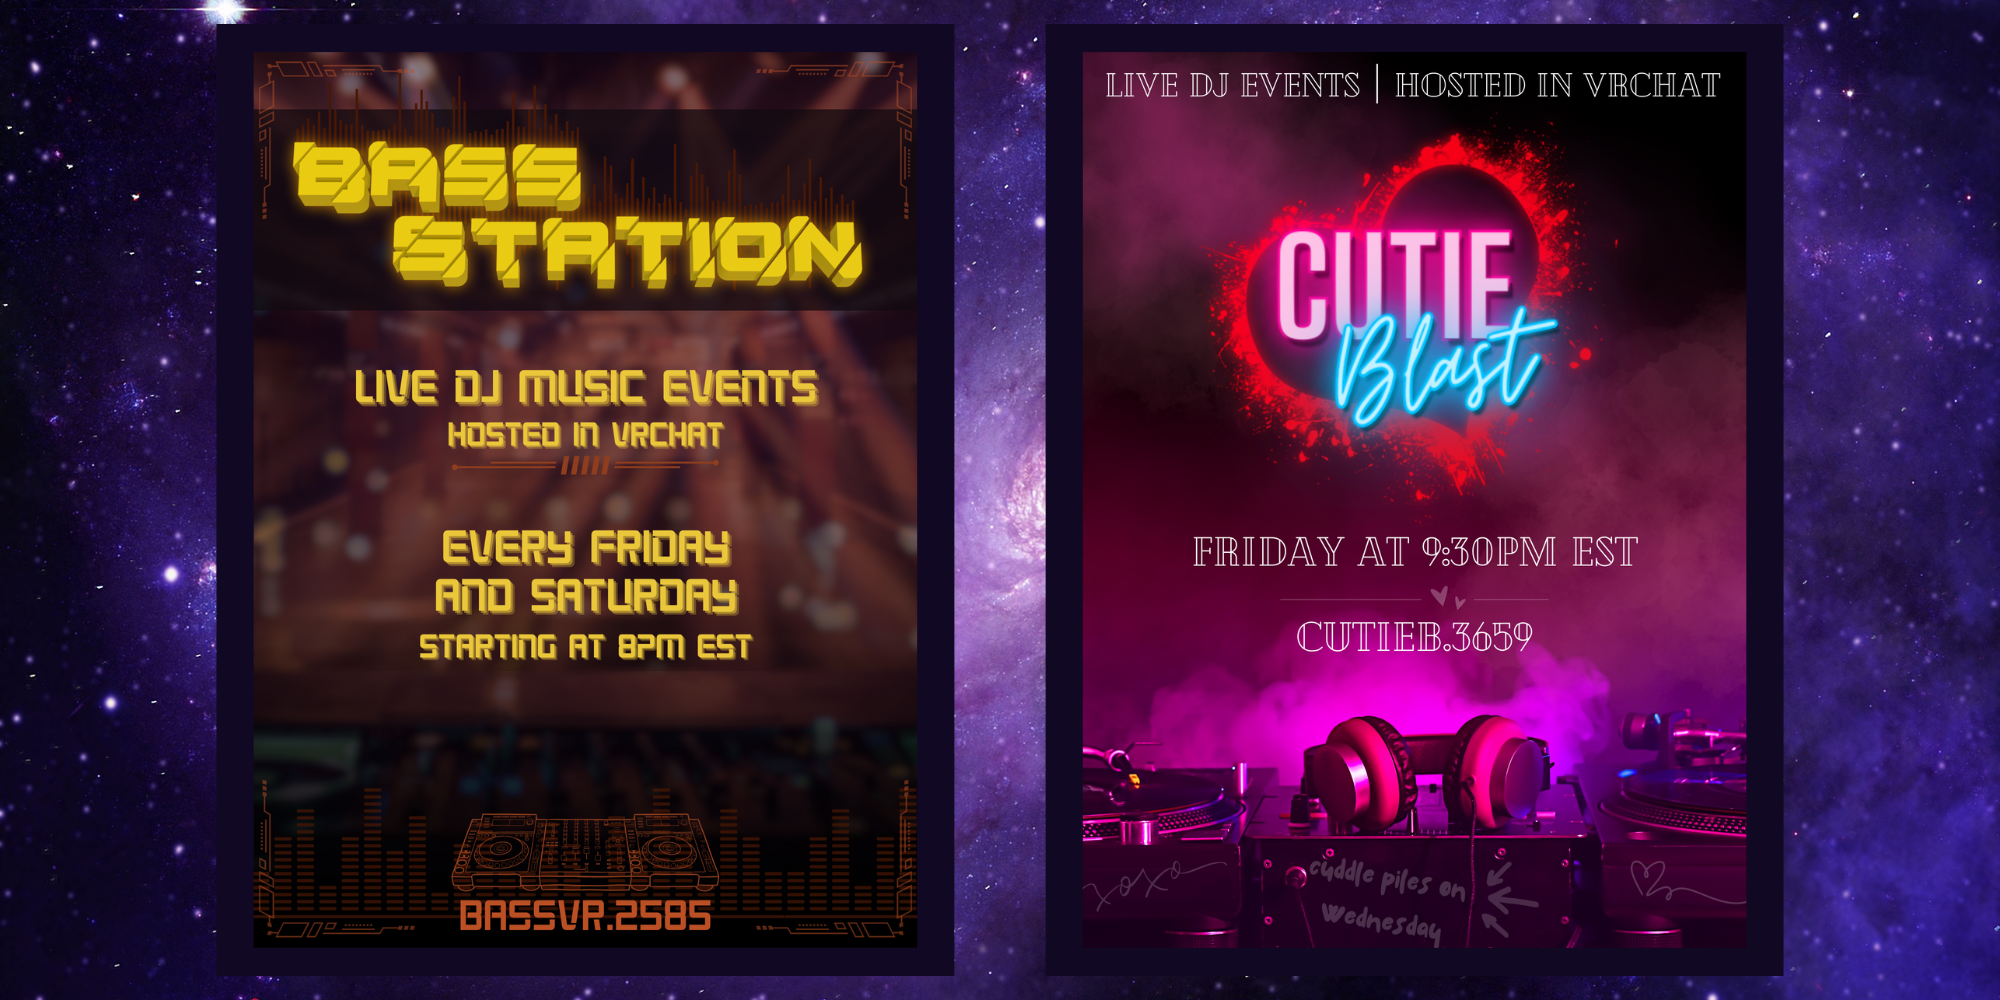 BASS
STATION
LIVE DJ MUSIC EVENTS
HOSTED IN VRCHAT
EVERY FRIDAY
AND SATURDAY
STARTING AT 8PM EST
BASSVR.2585
LIVE DJ EVENTS | HOSTED IN VRCHAT
CUTIE
Blast
FRIDAY AT 9:30PM EST
CUTIEB.3659
xoxo
cuddle piles on
wednesday